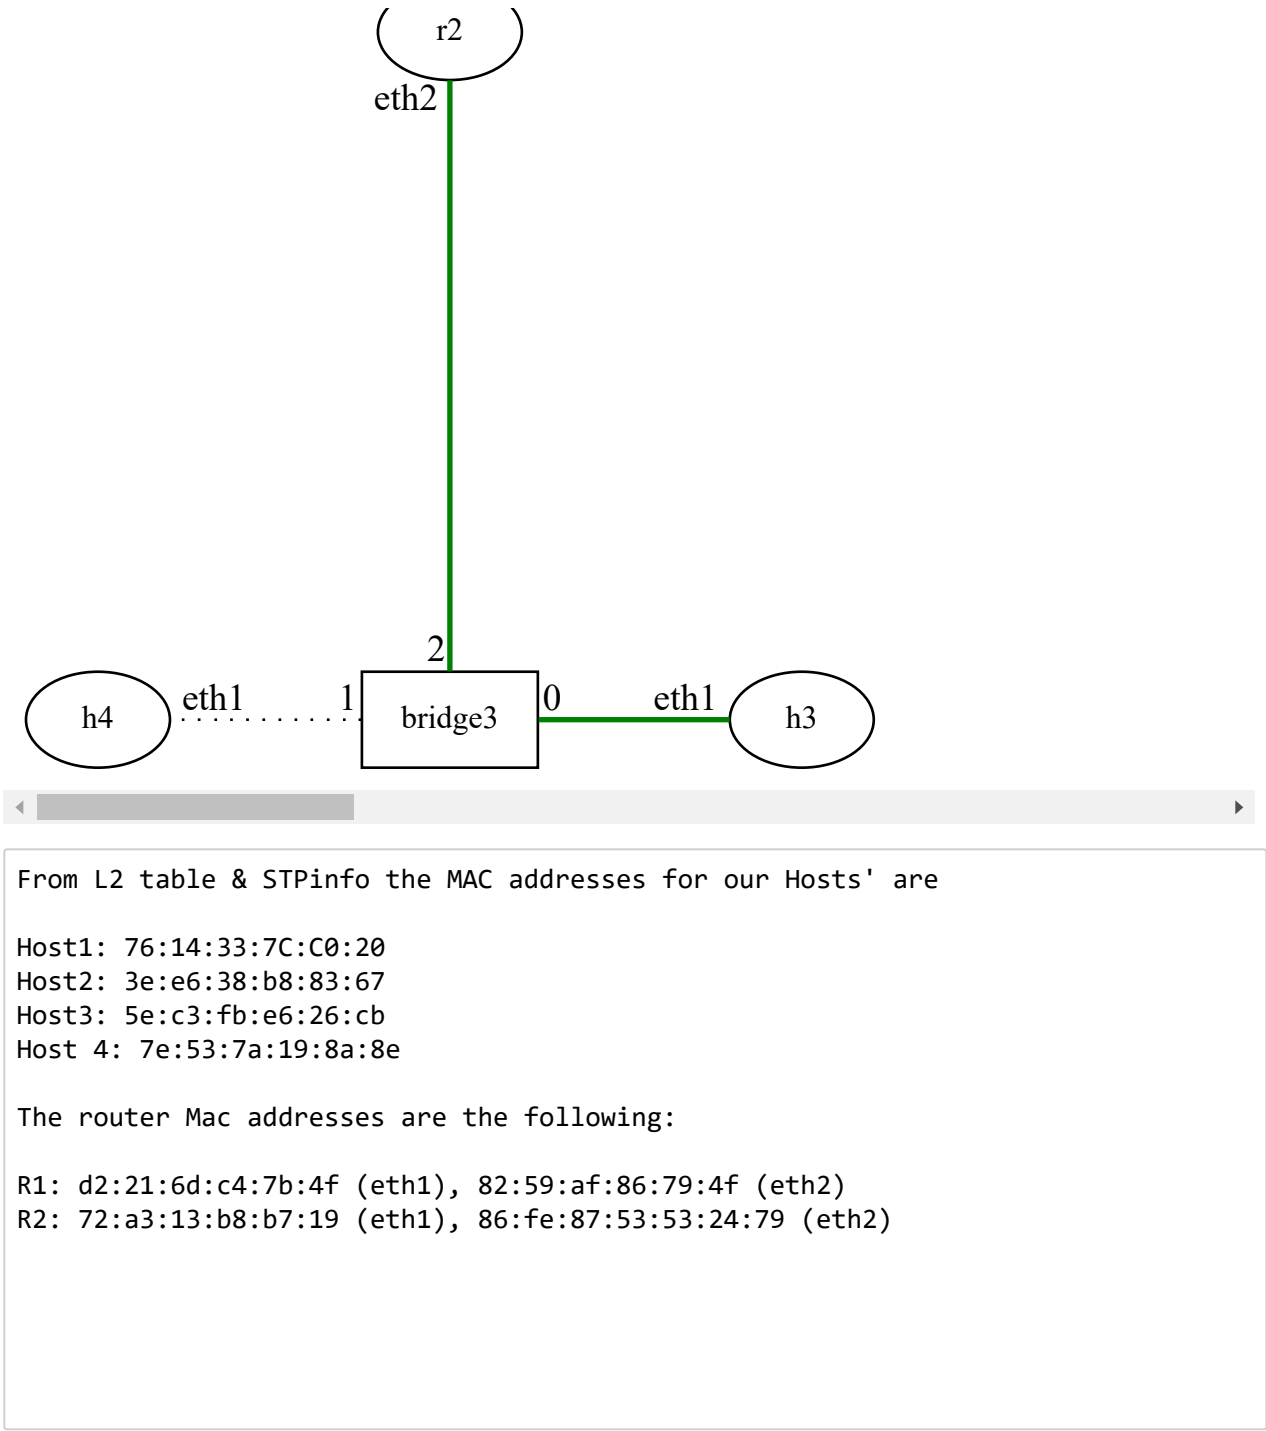 r2
eth2
2
h4 eth1 1 bridge3 0 eth1 h3
From L2 table & STPinfo the MAC addresses for our Hosts' are
Host1: 76:14:33:7C:C0:20
Host2: 3e:e6:38:b8:83:67
Host3: 5e:c3:fb:e6:26:cb
Host 4: 7e:53:7a:19:8a:8e
The router Mac addresses are the following:
R1: d2:21:6d:c4:7b:4f (eth1), 82:59:af:86:79:4f (eth2)
R2: 72:a3:13:b8:b7:19 (eth1), 86:fe:87:53:53:24:79 (eth2)